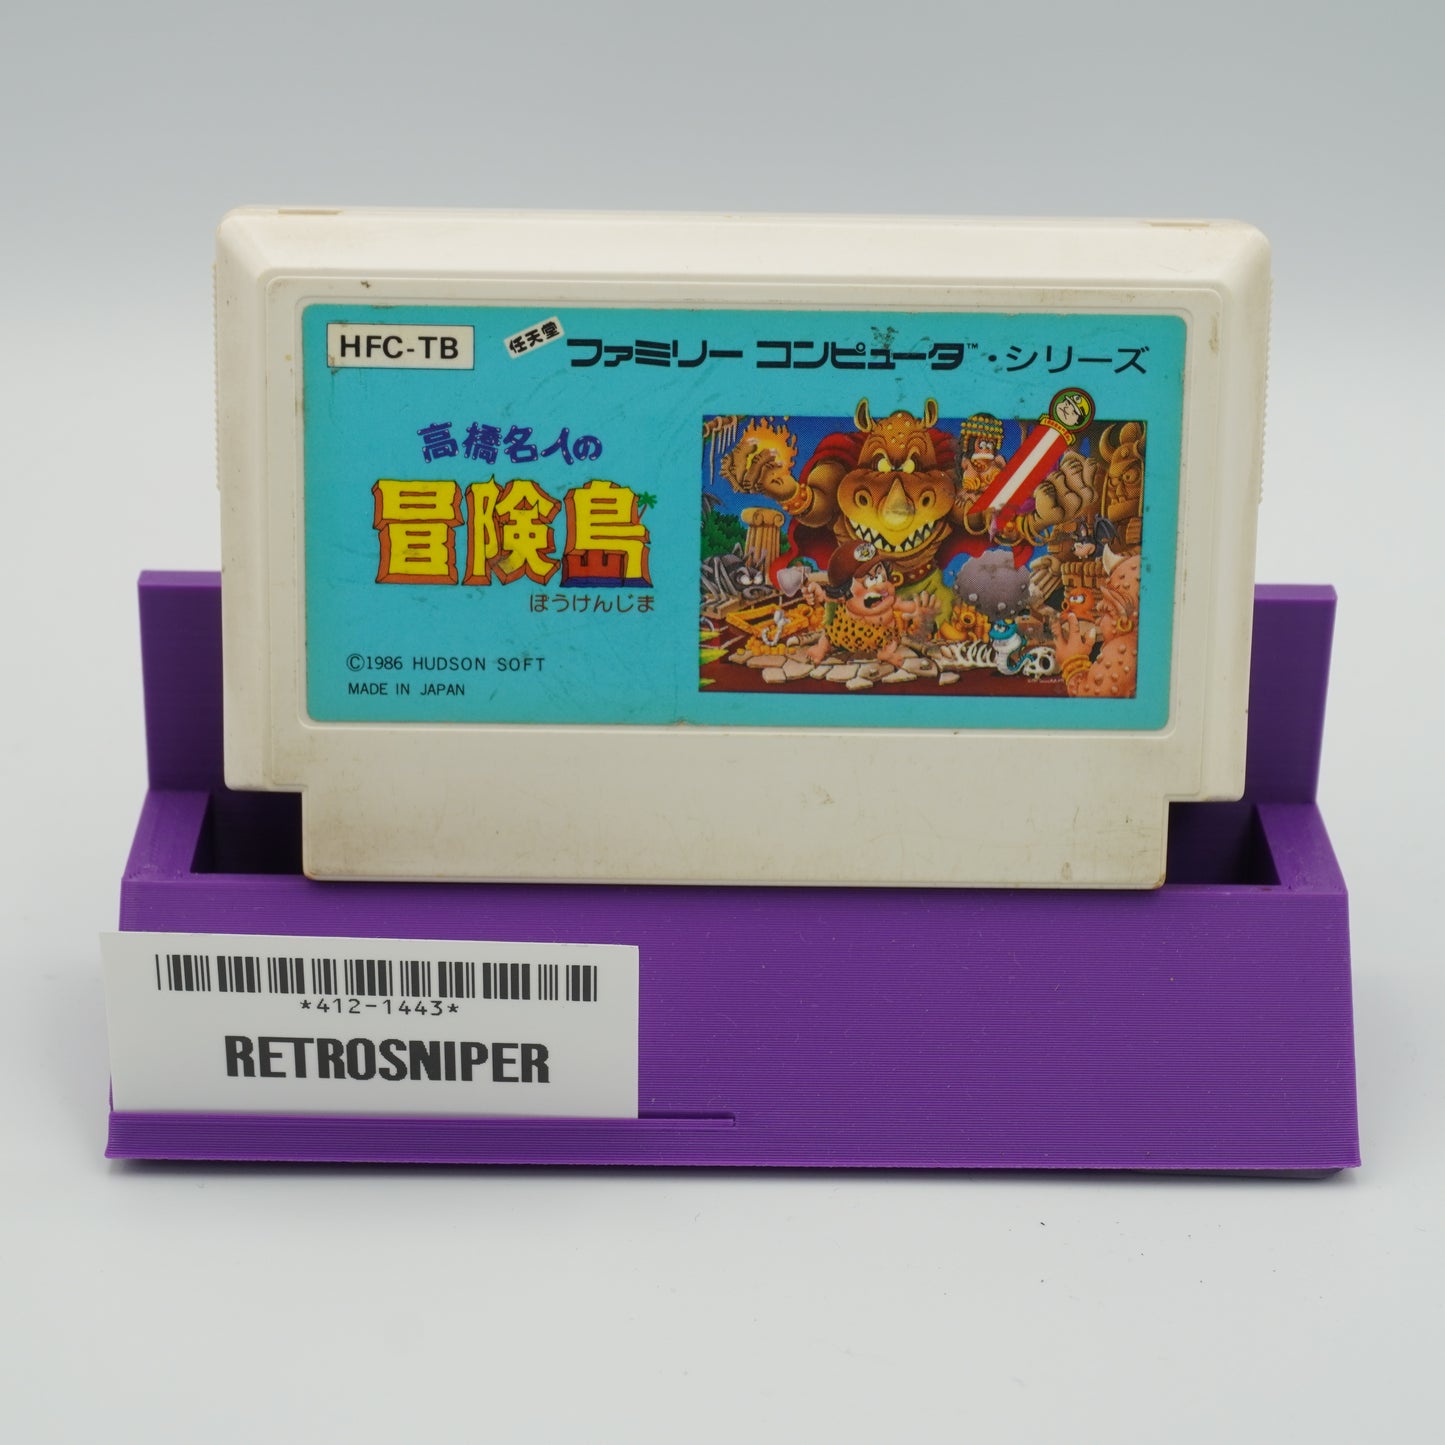 HFC-TB
任天堂
ファミリー コンピュータ™・シリーズ
高橋名人の
冒険島
ぼうけんじま
©1986 HUDSON SOFT
MADE IN JAPAN
*412-1443*
RETROSNIPER